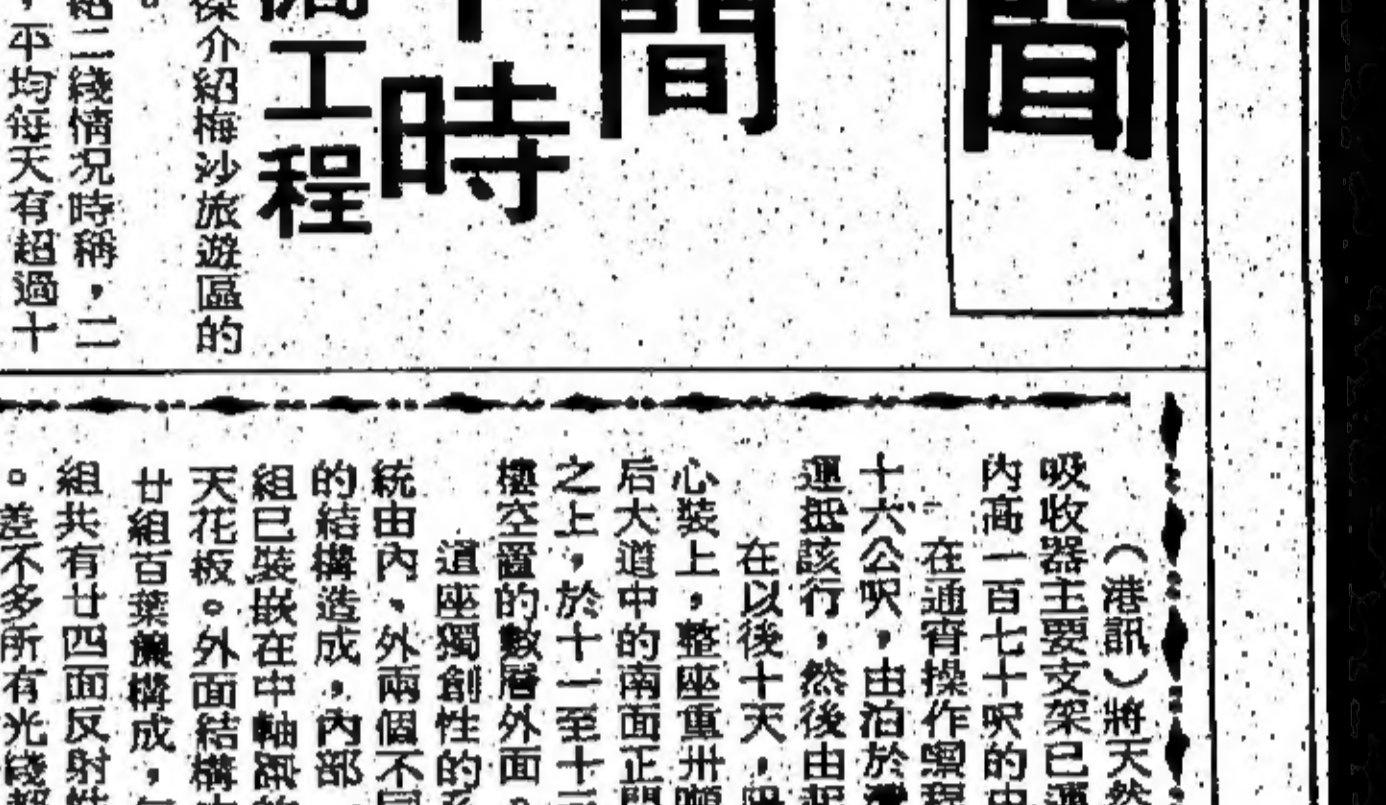 聞
間
時
工程
介紹梅沙旅遊區的
。
紹二綫情况時稱，二
，平均每天有超過十
（港訊）將天然
吸收器主要支架已運
內高一百七十呎的中
在通宵操作
十六公呎，由泊於灣
運抵該行，然後由起
在以後十天，
心裝上，整座重卅噸
后大道中的南面正門
之上，於十一至十
樓空置的數層外面
這座獨創性的系
統由內、外兩個不同
的結構造成，內部
組已裝嵌在中軸
天花板。外面結構
廿組百葉簾構成，
組共有廿四面反射性
。差不多所有光綫都